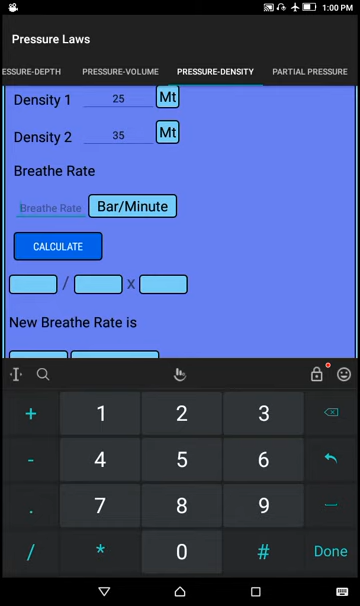 1:00 PM
Pressure Laws
ESSURE-DEPTH PRESSURE-VOLUME PRESSURE-DENSITY PARTIAL PRESSURE
Density 1 25 Mt
Density 2 35 Mt
Breathe Rate
Breathe Rate Bar/Minute
CALCULATE
/ x
New Breathe Rate is
+ 1 2 3
- 4 5 6
. 7 8 9
/ * 0 # Done